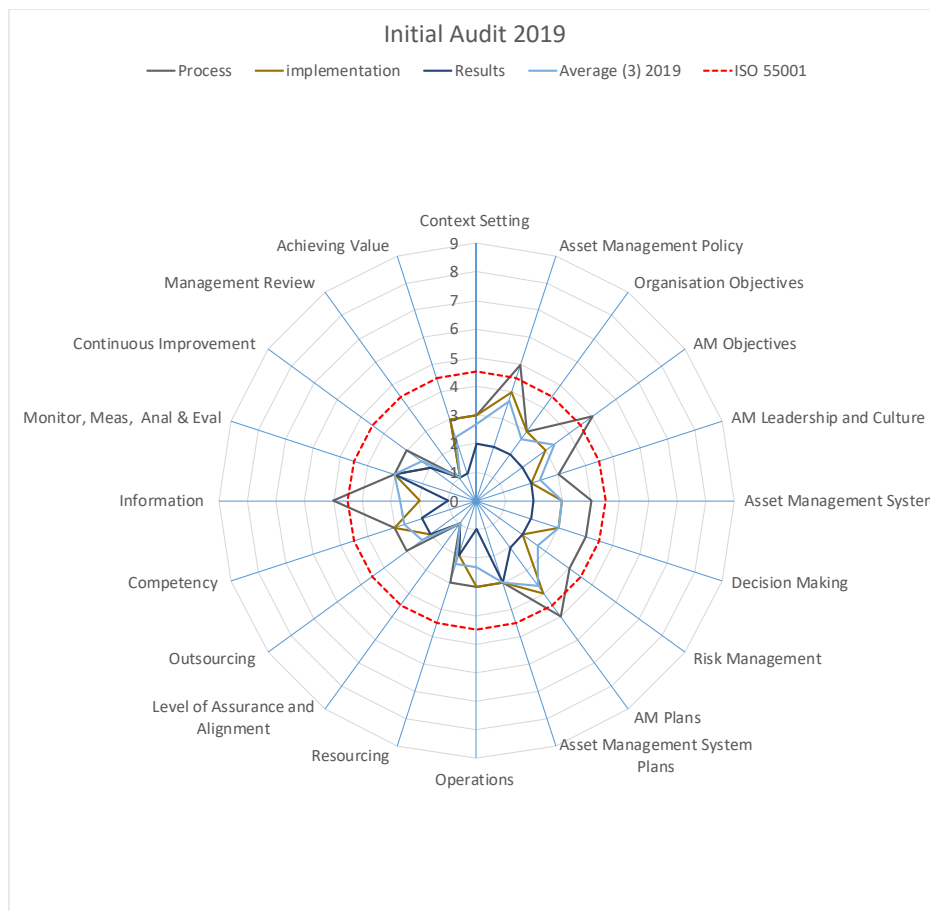 Initial Audit 2019
Process implementation Results Average (3) 2019 ISO 55001
Context Setting
Asset Management Policy
Organisation Objectives
AM Objectives
AM Leadership and Culture
Asset Management System
Decision Making
Risk Management
AM Plans
Asset Management System
Plans
Operations
Resourcing
Level of Assurance and
Alignment
Outsourcing
Competency
Information
Monitor, Meas,  Anal & Eval
Continuous Improvement
Management Review
Achieving Value
9
8
7
6
5
4
3
2
1
0